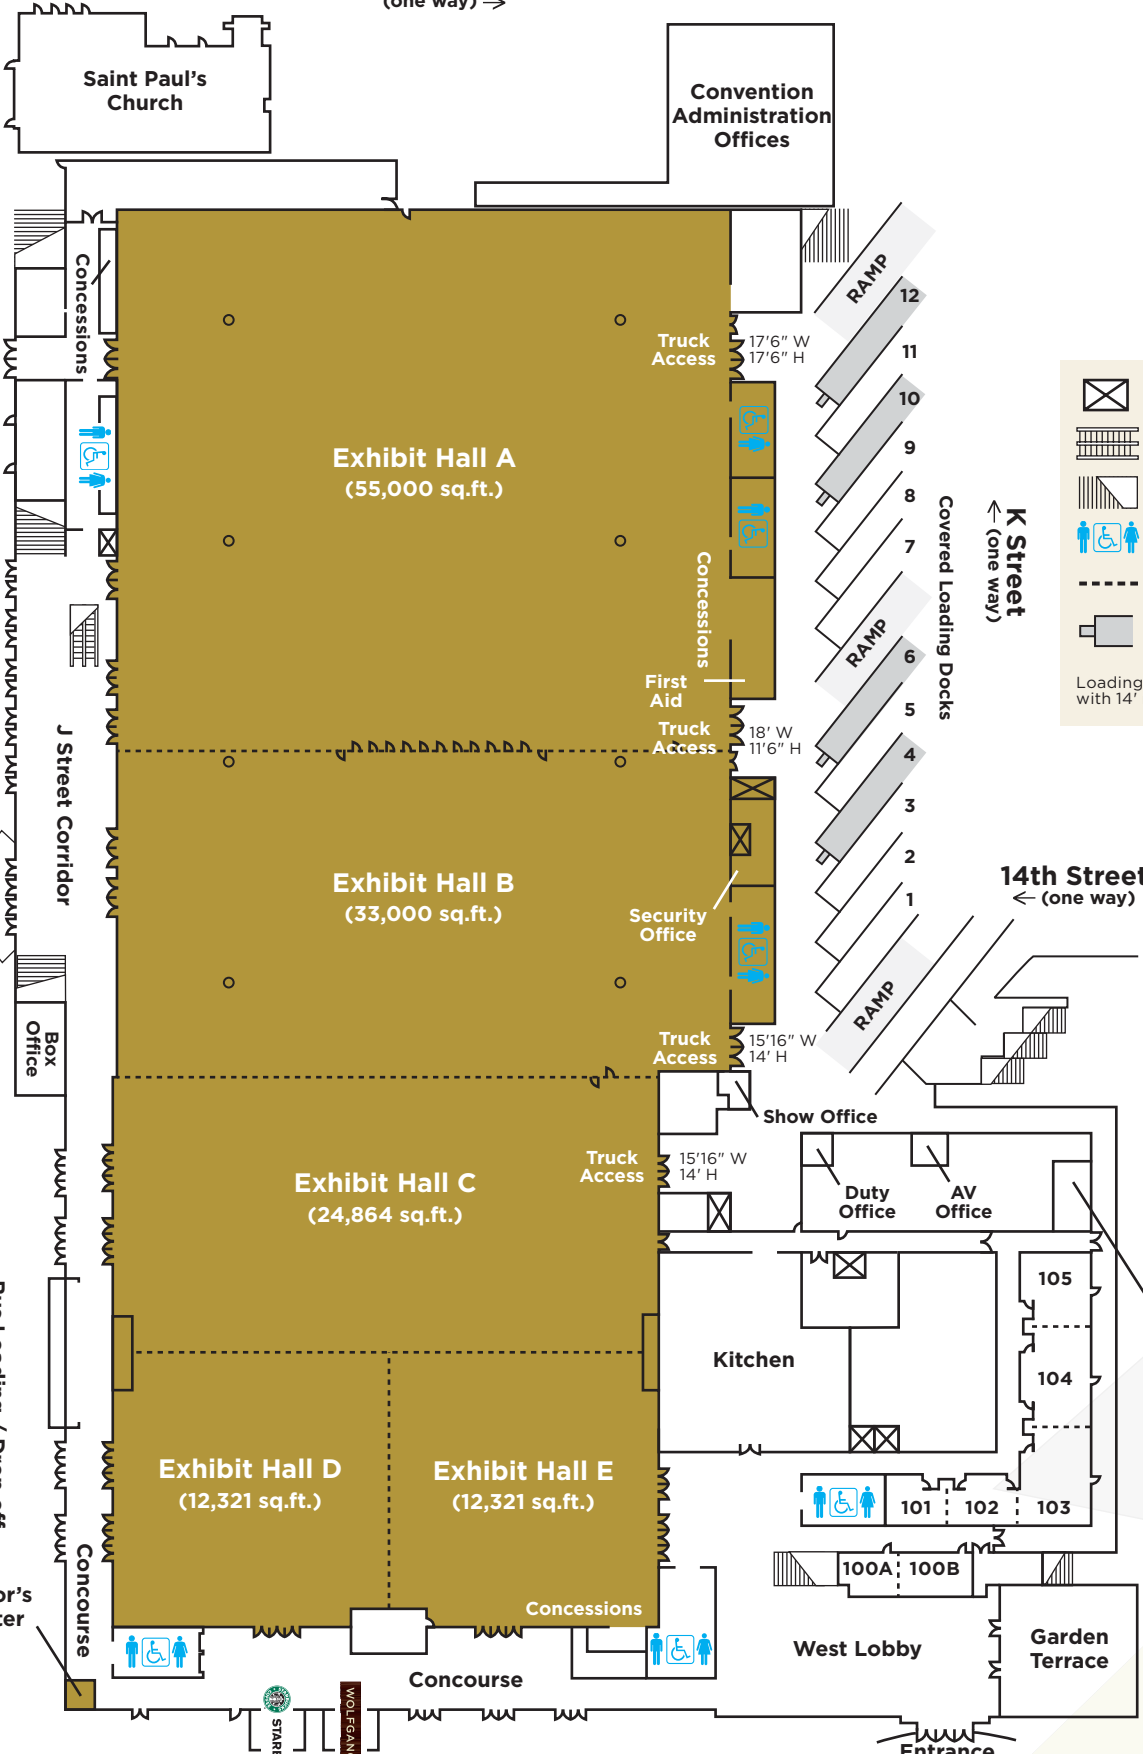 (one way) →
Saint Paul's
Church
Convention
Administration
Offices
Concessions
RAMP
12
11
10
9
8
7
Truck
Access
17'6" W
17'6" H
Exhibit Hall A
(55,000 sq.ft.)
Covered Loading Docks
K Street
← (one way)
Concessions
First
Aid
RAMP
6
5
4
3
2
1
Loading
with 14'
Truck
Access
18' W
11'6" H
J Street Corridor
Exhibit Hall B
(33,000 sq.ft.)
Security
Office
14th Street
← (one way)
RAMP
Box
Office
Truck
Access
15'16" W
14' H
Show Office
Exhibit Hall C
(24,864 sq.ft.)
Truck
Access
15'16" W
14' H
Duty
Office
AV
Office
105
104
Kitchen
Exhibit Hall D
(12,321 sq.ft.)
Exhibit Hall E
(12,321 sq.ft.)
101
102
103
100A
100B
Concourse
Concessions
West Lobby
Garden
Terrace
Concourse
Entrance